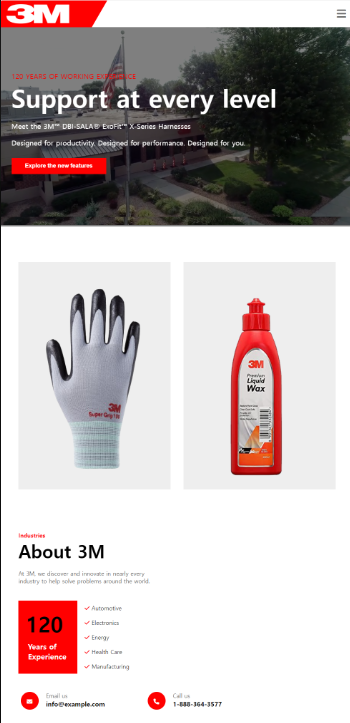 3M
120 YEARS OF WORKING EXPERIENCE
Support at every level
Meet the 3M™ DBI-SALA® ExoFit™ X-Series Harnesses
Designed for productivity. Designed for performance. Designed for you.
Explore the new features
3M
Super Grip
3M
Premium
Liquid
Wax
Industries
About 3M
At 3M, we discover and innovate in nearly every
industry to help solve problems around the world.
120
Years of
Experience
Automotive
Electronics
Energy
Health Care
Manufacturing
Email us
info@example.com
Call us
1-888-364-3577